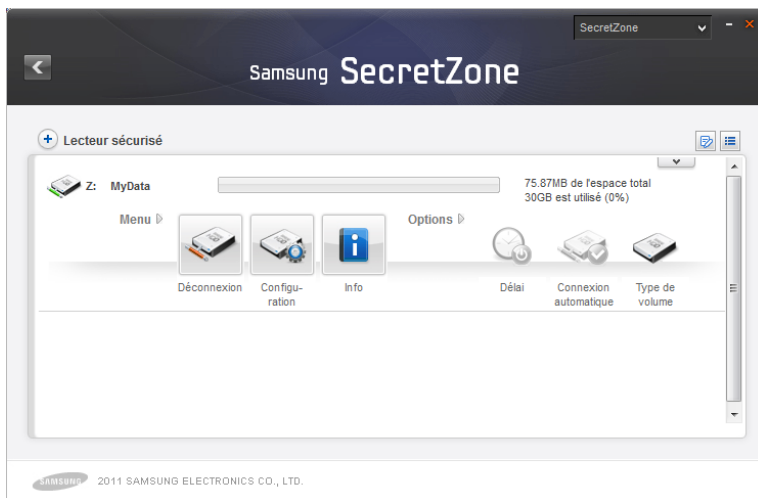 SecretZone
Samsung SecretZone
Lecteur sécurisé
Z: MyData
75.87MB de l'espace total
30GB est utilisé (0%)
Menu
Options
Déconnexion
Configu-
ration
Info
Délai
Connexion
automatique
Type de
volume
SAMSUNG
2011 SAMSUNG ELECTRONICS CO., LTD.